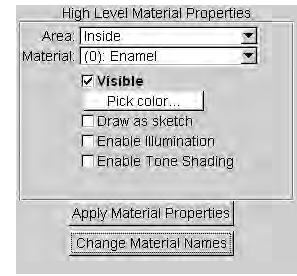 High Level Material Properties
Area: Inside
Material: (0): Enamel
Visible
Pick color...
Draw as sketch
Enable Illumination
Enable Tone Shading
Apply Material Properties
Change Material Names